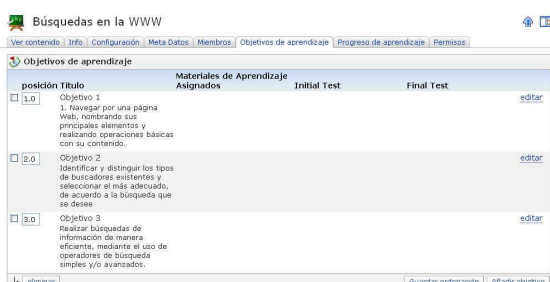 Búsquedas en la WWW
Ver contenido Info Configuración Meta Datos Miembros Objetivos de aprendizaje Progreso de aprendizaje Permisos
Objetivos de aprendizaje
posición Título Materiales de Aprendizaje Asignados Initial Test Final Test
1.0 Objetivo 1 editar
1. Navegar por una página
Web, nombrando sus
principales elementos y
realizando operaciones básicas
con su contenido.
2.0 Objetivo 2 editar
Identificar y distinguir los tipos
de buscadores existentes y
seleccionar el más adecuado,
de acuerdo a la búsqueda que
se desee
3.0 Objetivo 3 editar
Realizar búsquedas de
información de manera
eficiente, mediante el uso de
operadores de búsqueda
simples y/o avanzados.
eliminar Guardar ordenación Añadir objetivo